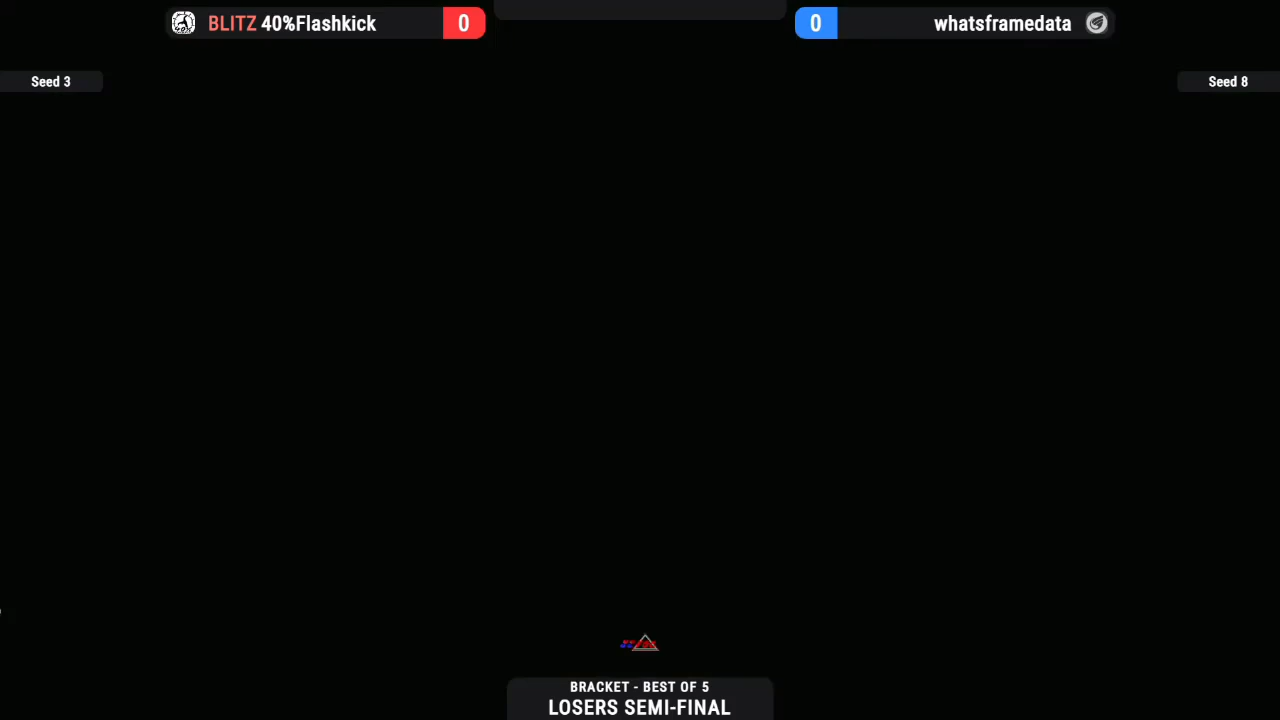 BLITZ 40%Flashkick 0
0 whatsframedata
Seed 3
Seed 8
BRACKET - BEST OF 5
LOSERS SEMI-FINAL